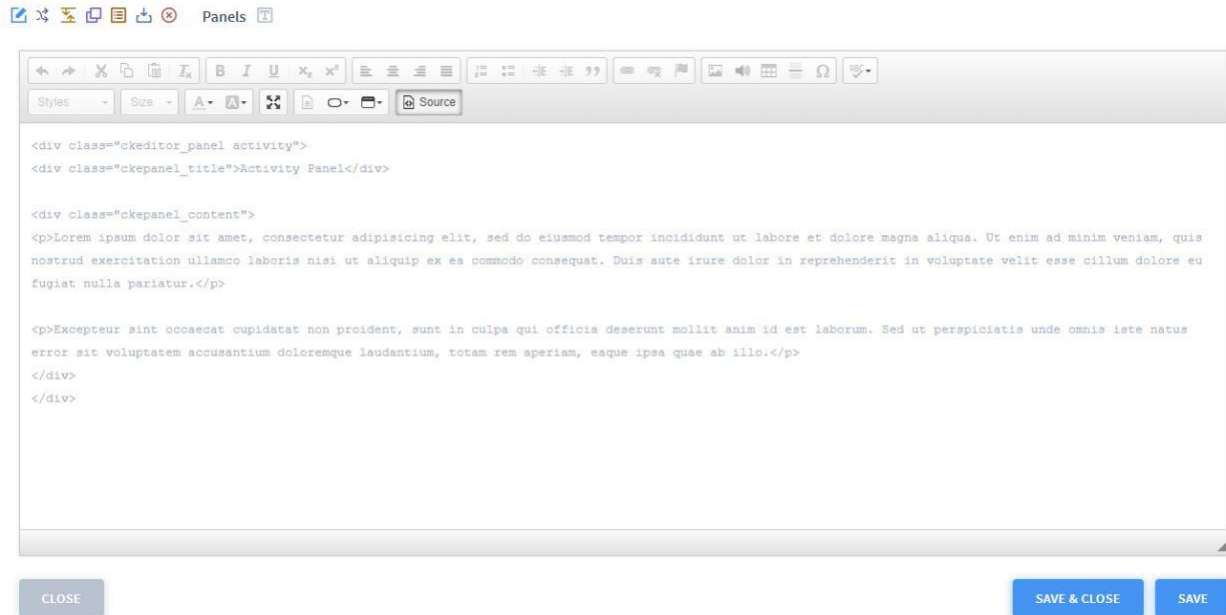 Panels
Styles Size Source
<div class="ckeditor_panel activity">
<div class="ckepanel_title">Activity Panel</div>
<div class="ckepanel_content">
<p>Lorem ipsum dolor sit amet, consectetur adipisicing elit, sed do eiusmod tempor incididunt ut labore et dolore magna aliqua. Ut enim ad minim veniam, quis
nostrud exercitation ullamco laboris nisi ut aliquip ex ea commodo consequat. Duis aute irure dolor in reprehenderit in voluptate velit esse cillum dolore eu
fugiat nulla pariatur.</p>
<p>Excepteur sint occaecat cupidatat non proident, sunt in culpa qui officia deserunt mollit anim id est laborum. Sed ut perspiciatis unde omnis iste natus
error sit voluptatem accusantium doloremque laudantium, totam rem aperiam, eaque ipsa quae ab illo.</p>
</div>
</div>
CLOSE SAVE & CLOSE SAVE